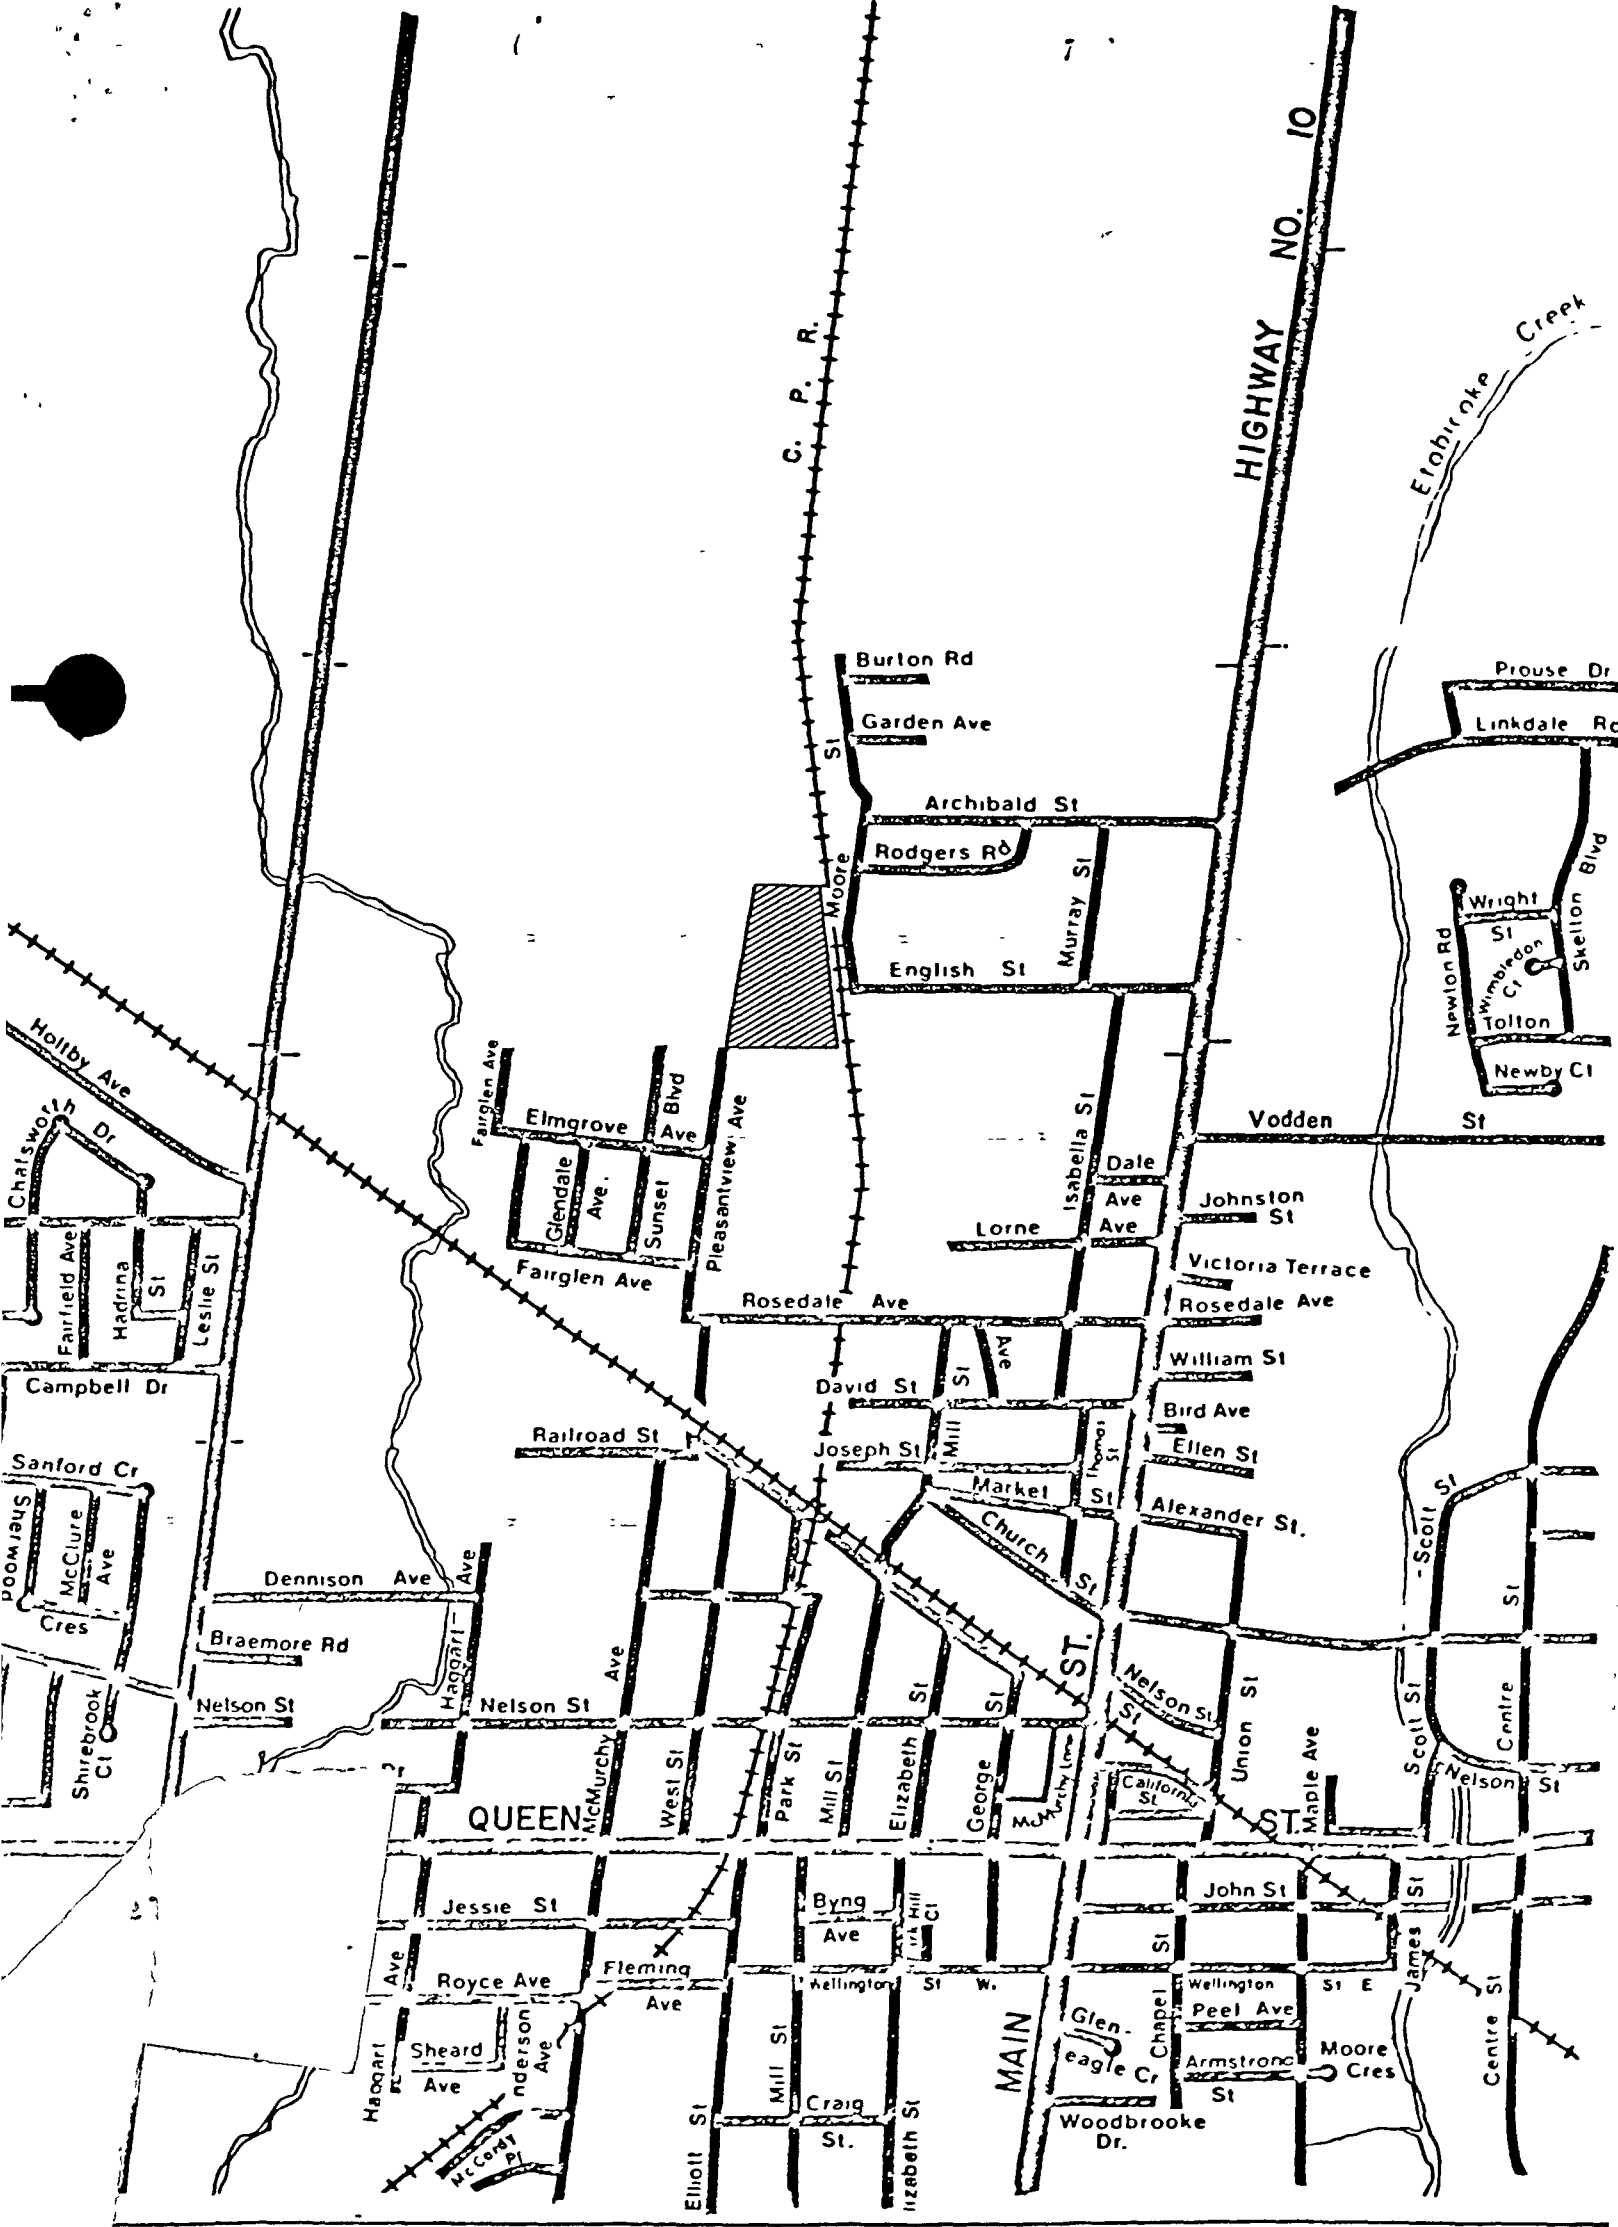 HIGHWAY NO. 10
C. P. R.
Creek
Burton Rd
Prouse Dr
Garden Ave
Linkdale Rd
St
Archibald St
Rodgers Rd
Moore
Murray St
Blvd
Skelton
Wright
St
Wimbledon
Ct
Newton Rd
English St
Tolton
Newby Ct
Holtby Ave
Chatsworth
Dr
Fairglen Ave
Elmgrove
Ave
Blvd
Pleasantview Ave
Isabella St
Vodden St
Dale
Ave
Glendale
Ave.
Sunset
Johnston
St
Lorne Ave
Fairfield Ave
Hadrina
St
Leslie St
Fairglen Ave
Victoria Terrace
Rosedale Ave
Rosedale Ave
Campbell Dr
Ave
St
William St
David St
Mill
Bird Ave
Railroad St
Joseph St
Thomas
St
Ellen St
Sanford Cr
Market St
Alexander St.
Sherwood
McClure
Ave
Church St
Scott St
Dennison Ave
Ave
Cres
Braemore Rd
Haggart
Ave
ST.
St
Nelson St
Nelson St
Nelson St
St
St
St
Union St
Scott St
Centre
Shirebrook
Ct
McMurchy
West St
Park St
Mill St
Elizabeth
George
McMurchy Lane
California
St
Maple Ave
Nelson St
QUEEN ST.
Jessie St
Byng
Ave
Ct
John St
St
James
Ave
Royce Ave
Fleming
Ave
Wellington St W.
St
Wellington St E
Peel Ave
Chapel
Glen-
eagle Cr
Sheard
Ave
Ave
Haggart
Mill St
MAIN
Armstrong
St
Moore
Cres
Centre St
Craig
St.
Woodbrooke
Dr.
McCordy
Pl
Elliott St